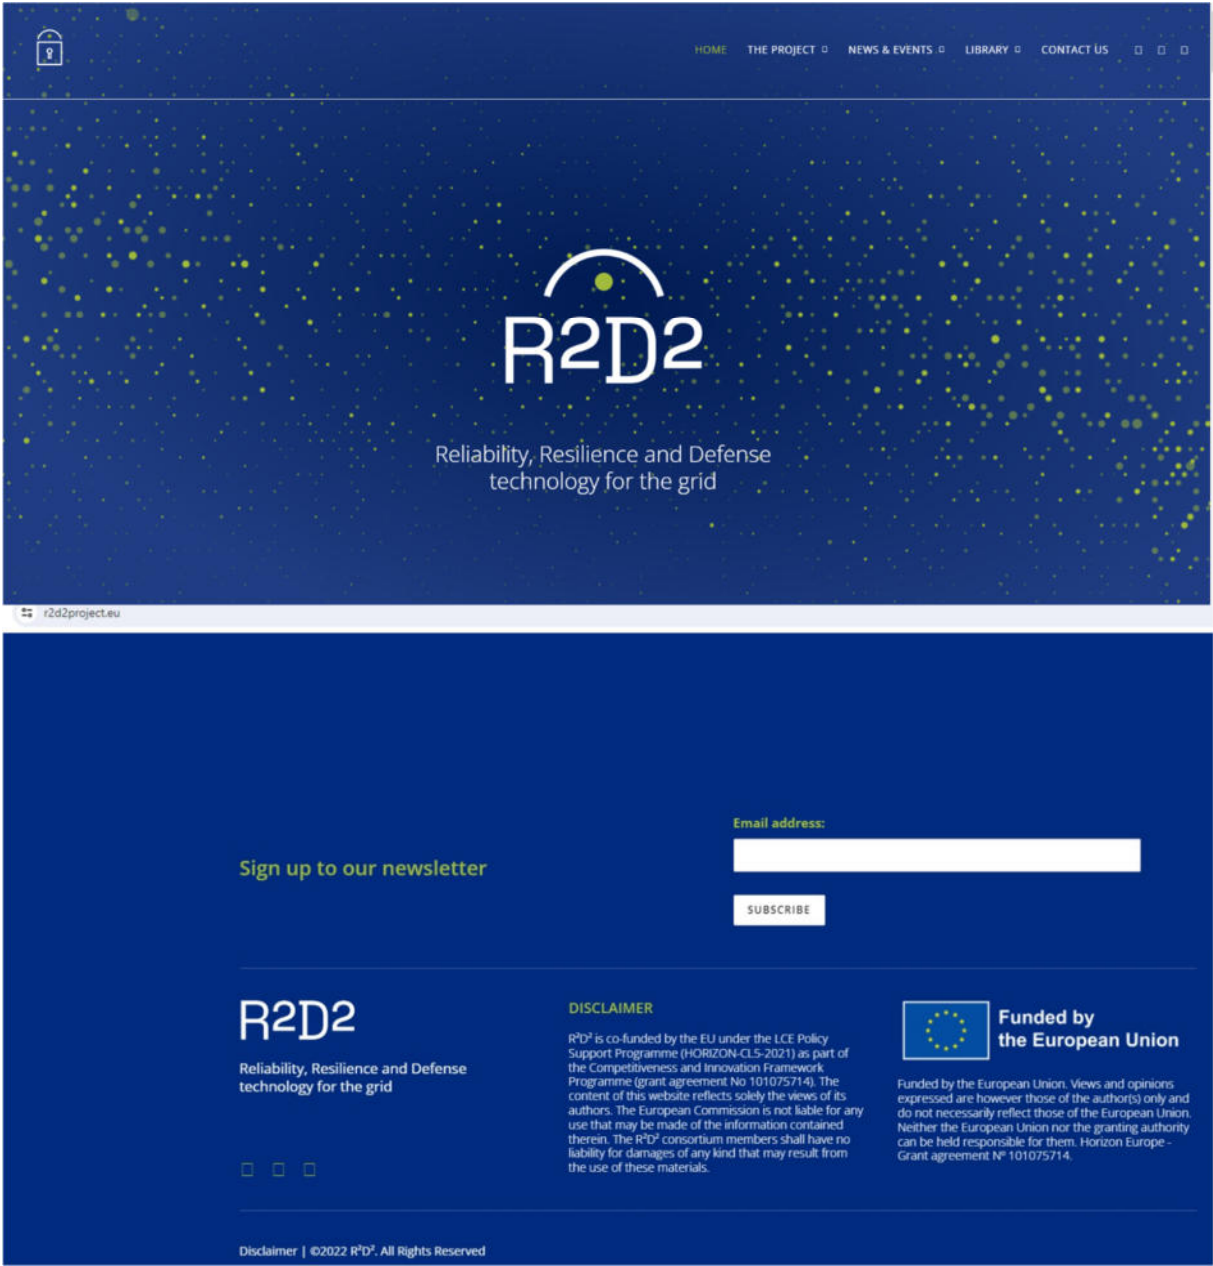 HOME THE PROJECT NEWS & EVENTS LIBRARY CONTACT US
R2D2
Reliability, Resilience and Defense
technology for the grid
r2d2project.eu
Email address:
Sign up to our newsletter
SUBSCRIBE
R2D2
Reliability, Resilience and Defense
technology for the grid
DISCLAIMER
R²D² is co-funded by the EU under the LCE Policy
Support Programme (HORIZON-CL5-2021) as part of
the Competitiveness and Innovation Framework
Programme (grant agreement No 101075714). The
content of this website reflects solely the views of its
authors. The European Commission is not liable for any
use that may be made of the information contained
therein. The R²D² consortium members shall have no
liability for damages of any kind that may result from
the use of these materials.
Funded by
the European Union
Funded by the European Union. Views and opinions
expressed are however those of the author(s) only and
do not necessarily reflect those of the European Union.
Neither the European Union nor the granting authority
can be held responsible for them. Horizon Europe -
Grant agreement Nº 101075714.
Disclaimer | ©2022 R²D². All Rights Reserved